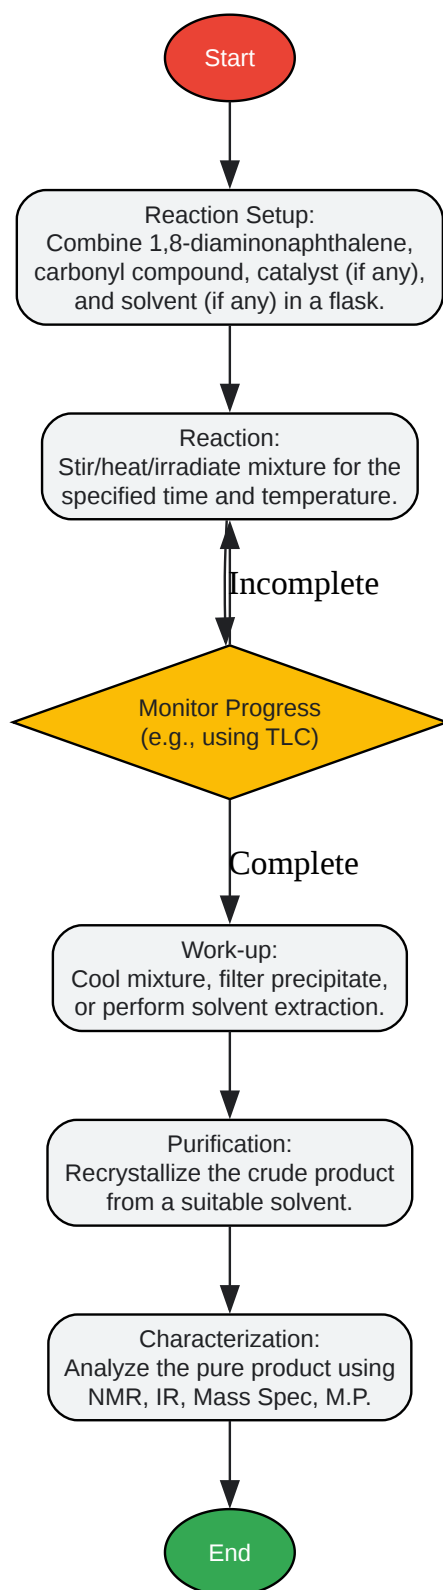 Start
Reaction Setup:
Combine 1,8-diaminonaphthalene,
carbonyl compound, catalyst (if any),
and solvent (if any) in a flask.
Reaction:
Stir/heat/irradiate mixture for the
specified time and temperature.
Incomplete
Monitor Progress
(e.g., using TLC)
Complete
Work-up:
Cool mixture, filter precipitate,
or perform solvent extraction.
Purification:
Recrystallize the crude product
from a suitable solvent.
Characterization:
Analyze the pure product using
NMR, IR, Mass Spec, M.P.
End